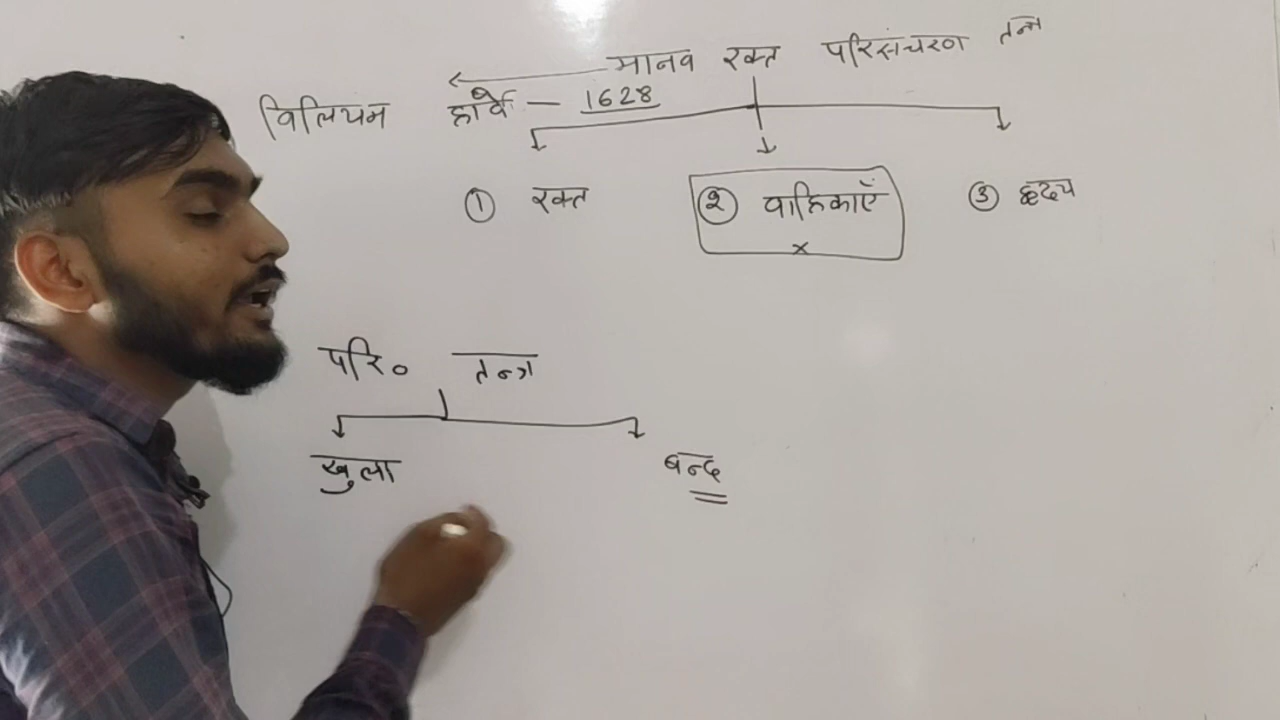 मानव रक्त परिसंचरण तन्त्र
विलियम हार्वे – 1628
① रक्त ② वाहिकाएँ ③ हृदय
x
परि० तन्त्र
खुला बन्द